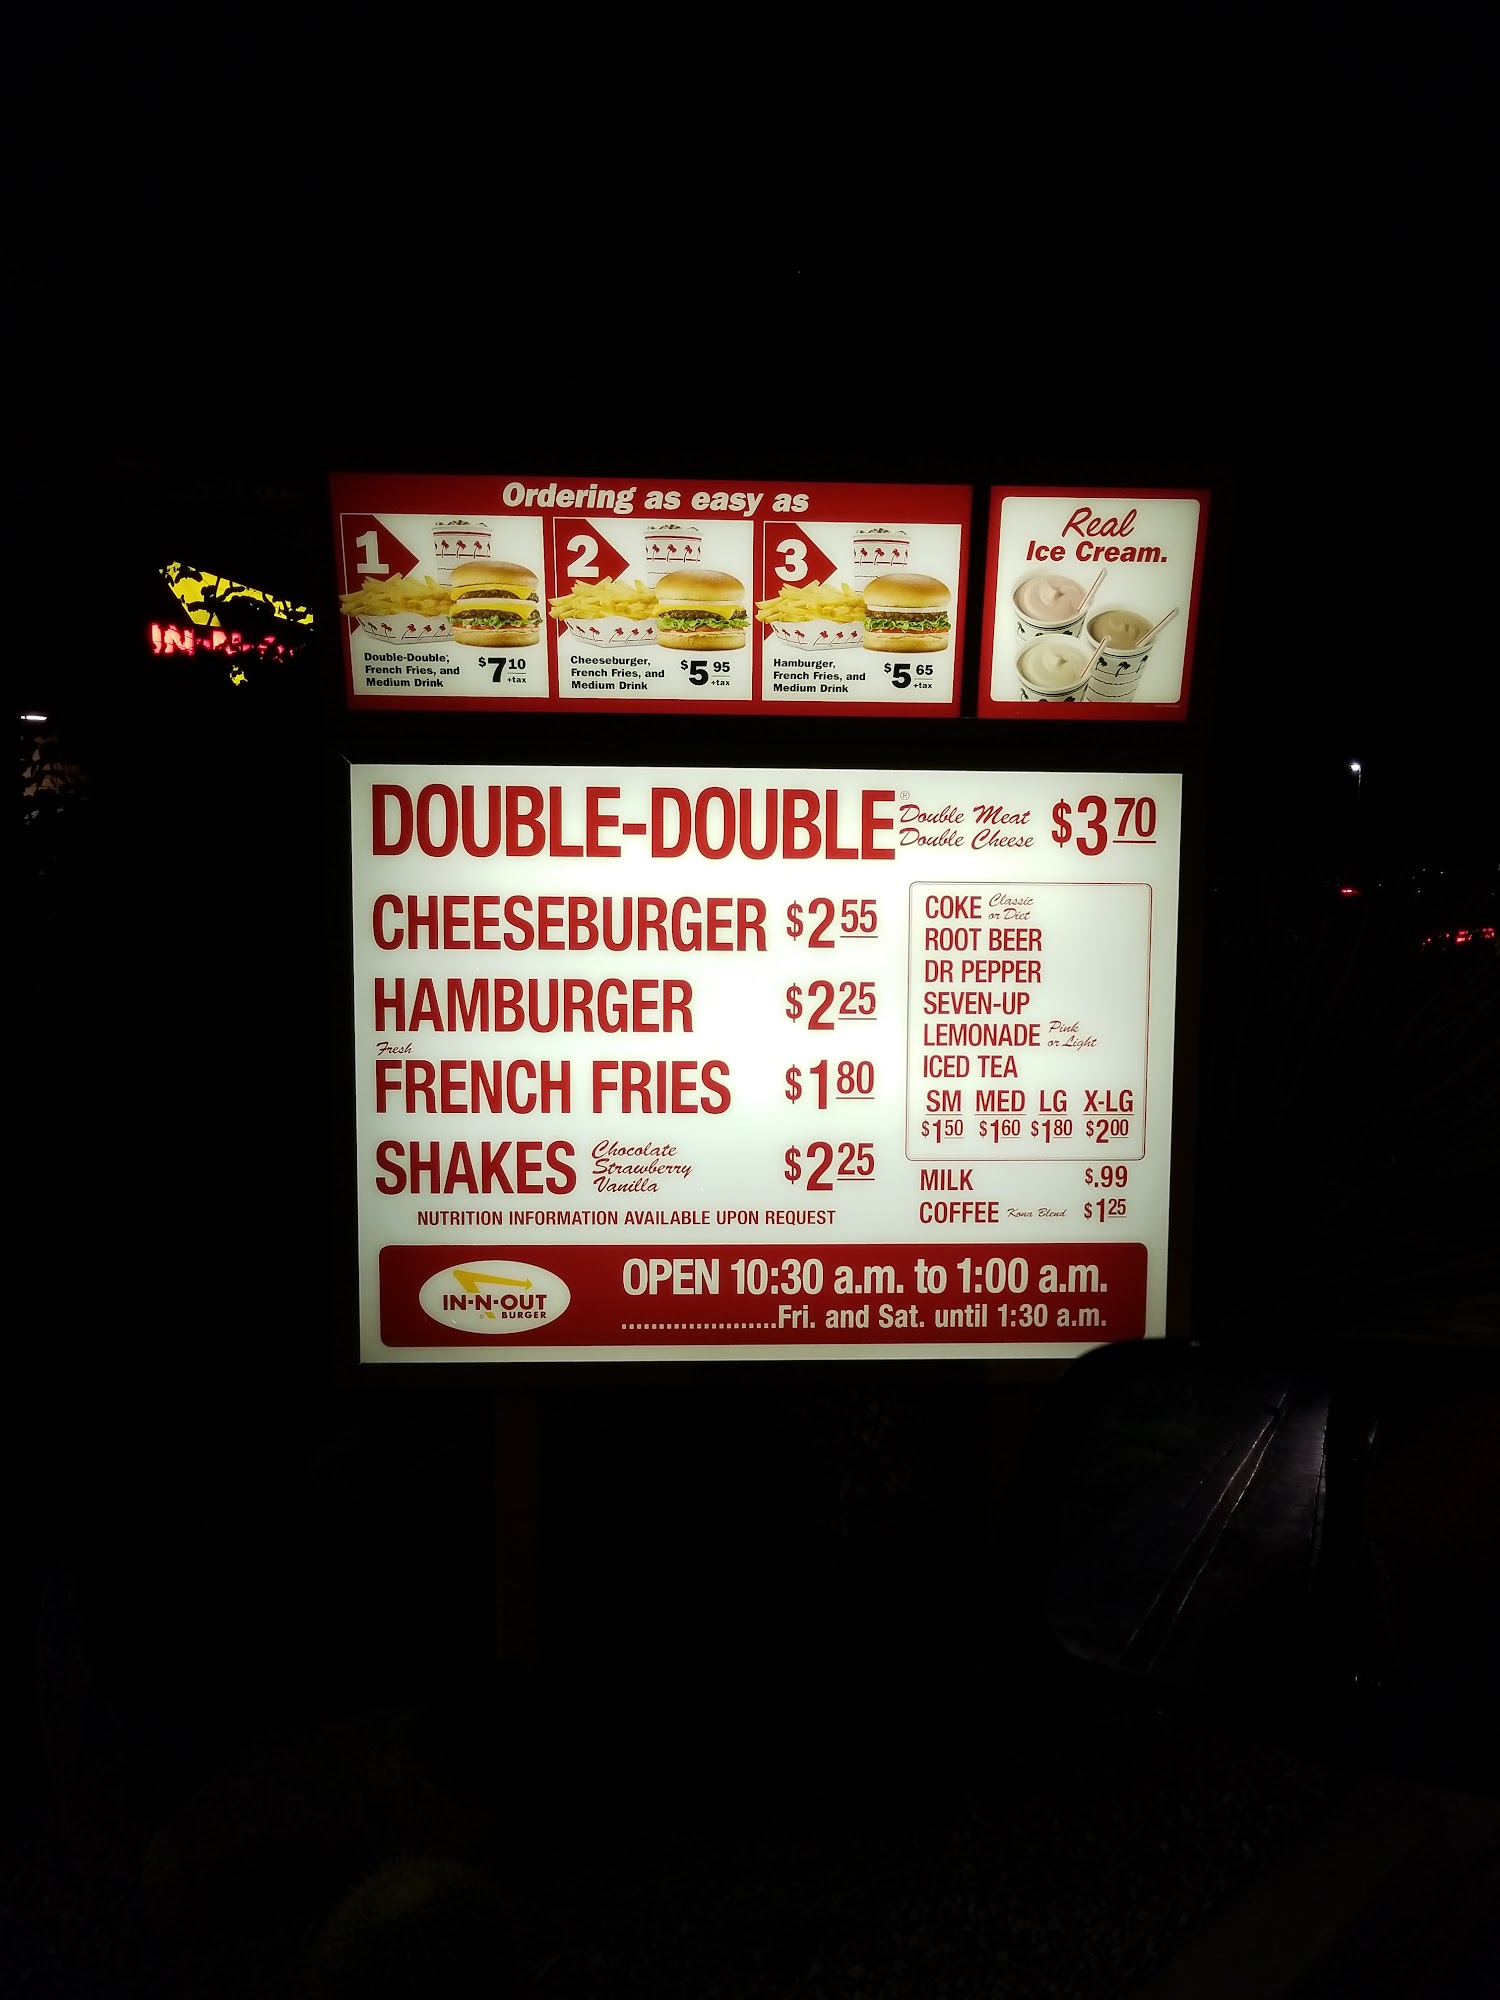 Ordering as easy as
1
Double-Double®,
French Fries, and
Medium Drink
$7 10
+tax
2
Cheeseburger,
French Fries, and
Medium Drink
$5 95
+tax
3
Hamburger,
French Fries, and
Medium Drink
$5 65
+tax
Real
Ice Cream.
IN-N-
DOUBLE-DOUBLE® Double Meat
Double Cheese
$3 70
CHEESEBURGER $2 55
HAMBURGER $2 25
Fresh
FRENCH FRIES $1 80
SHAKES Chocolate
Strawberry
Vanilla
$2 25
NUTRITION INFORMATION AVAILABLE UPON REQUEST
COKE Classic
or Diet
ROOT BEER
DR PEPPER
SEVEN-UP
LEMONADE Pink
or Light
ICED TEA
SM MED LG X-LG
$1 50 $1 60 $1 80 $2 00
MILK $.99
COFFEE Kona Blend $1 25
IN-N-OUT
BURGER
OPEN 10:30 a.m. to 1:00 a.m.
.....................Fri. and Sat. until 1:30 a.m.